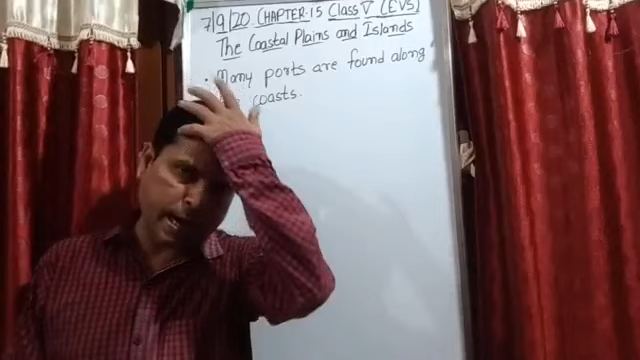 7/9/20 CHAPTER-15 Class V (EVS)
The Coastal Plains and Islands
• Many ports are found along
coasts.